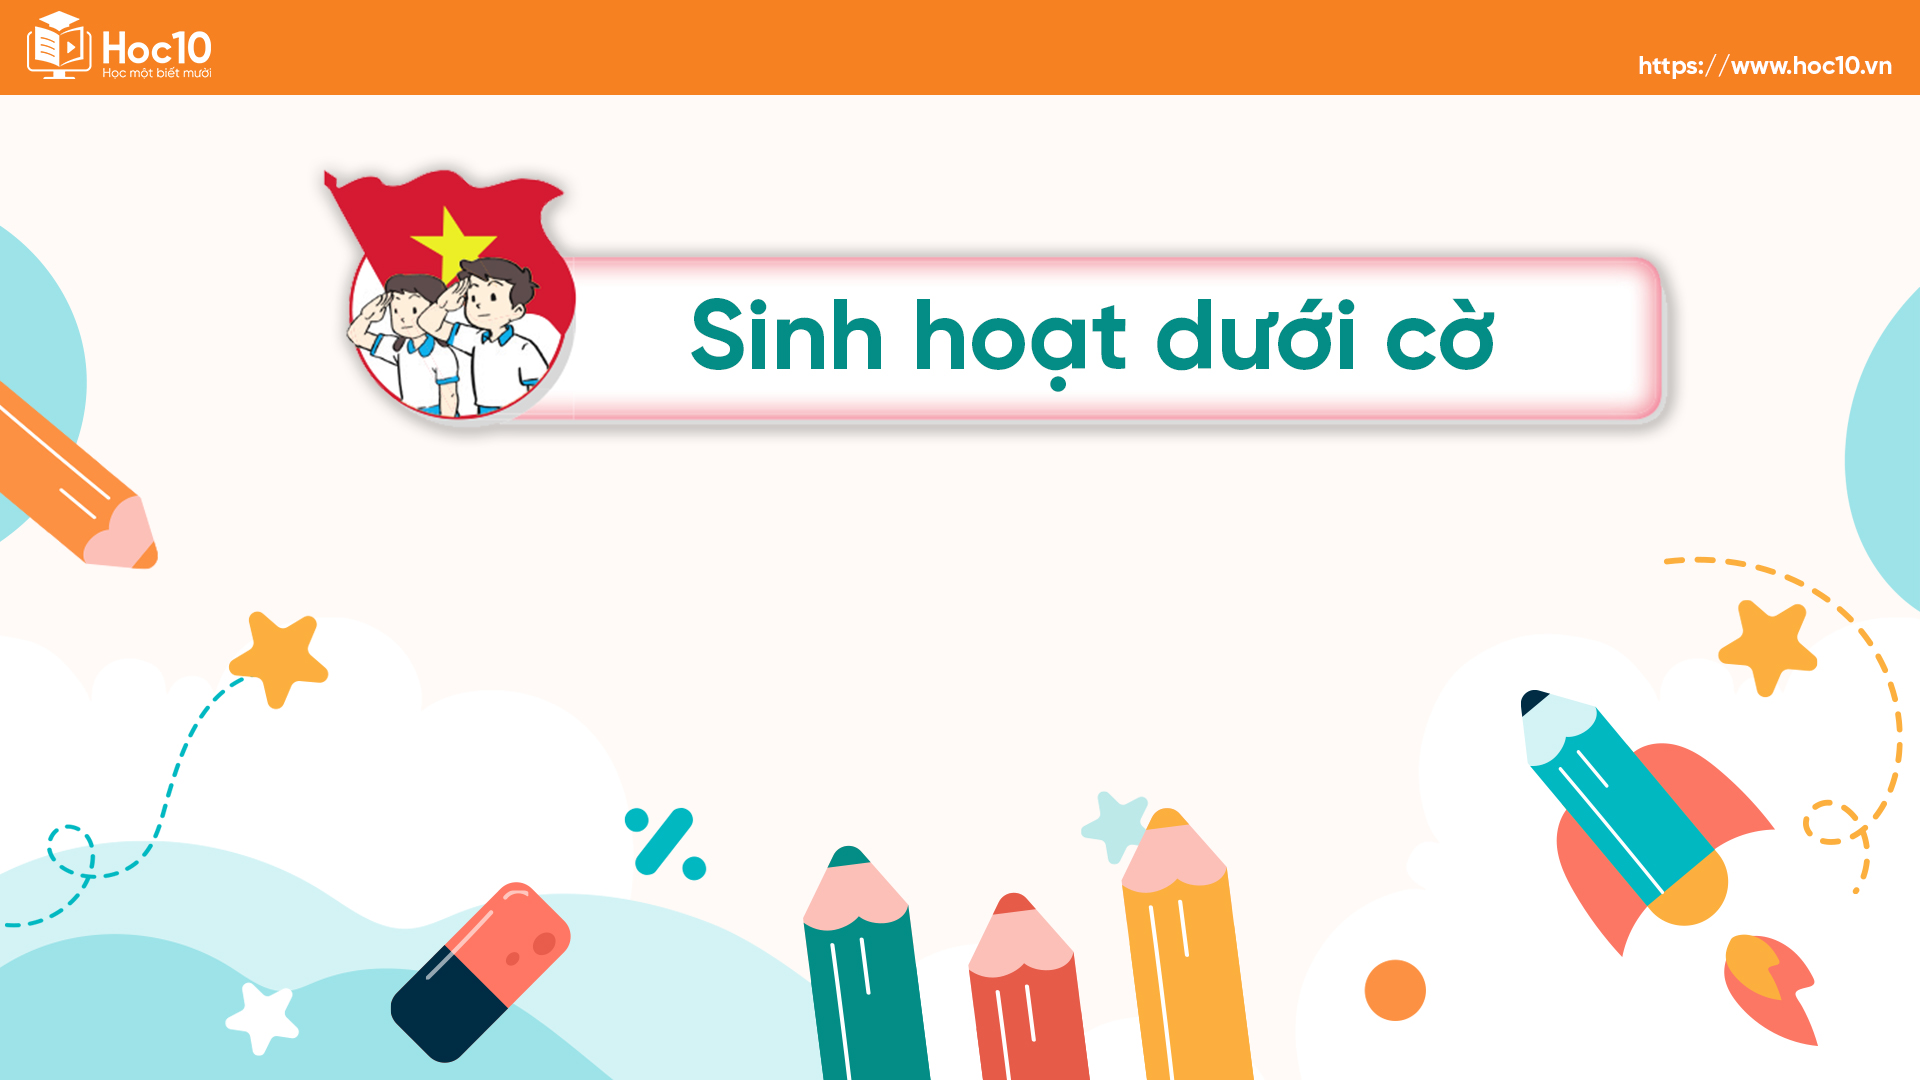 Hoc10
Học một biết mười
https://www.hoc10.vn
Sinh hoạt dưới cờ